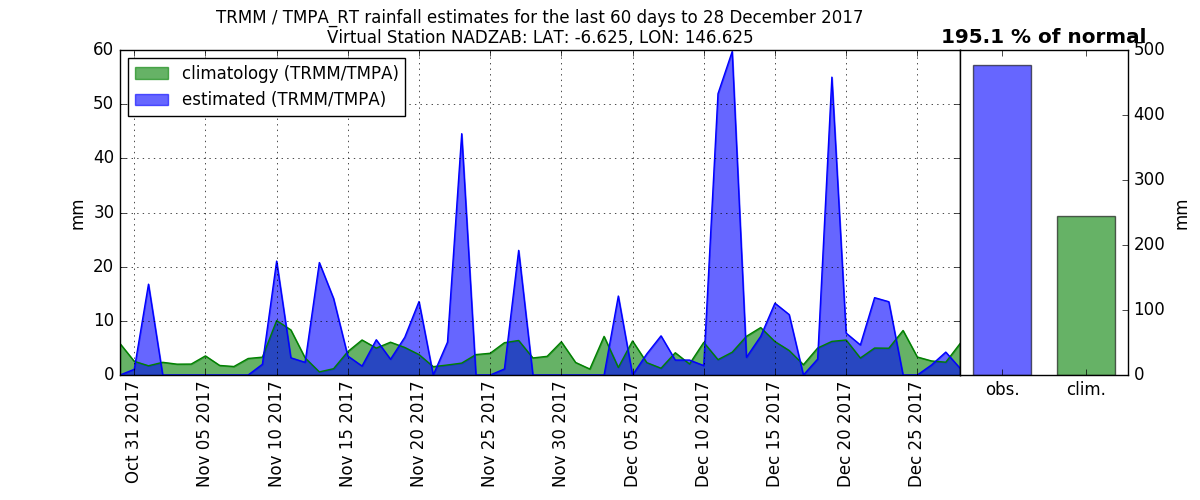 TRMM / TMPA_RT rainfall estimates for the last 60 days to 28 December 2017
Virtual Station NADZAB: LAT: -6.625, LON: 146.625
195.1 % of normal
climatology (TRMM/TMPA)
estimated (TRMM/TMPA)
60
50
40
30
20
10
0
mm
Oct 31 2017
Nov 05 2017
Nov 10 2017
Nov 15 2017
Nov 20 2017
Nov 25 2017
Nov 30 2017
Dec 05 2017
Dec 10 2017
Dec 15 2017
Dec 20 2017
Dec 25 2017
obs.
clim.
500
400
300
200
100
0
mm